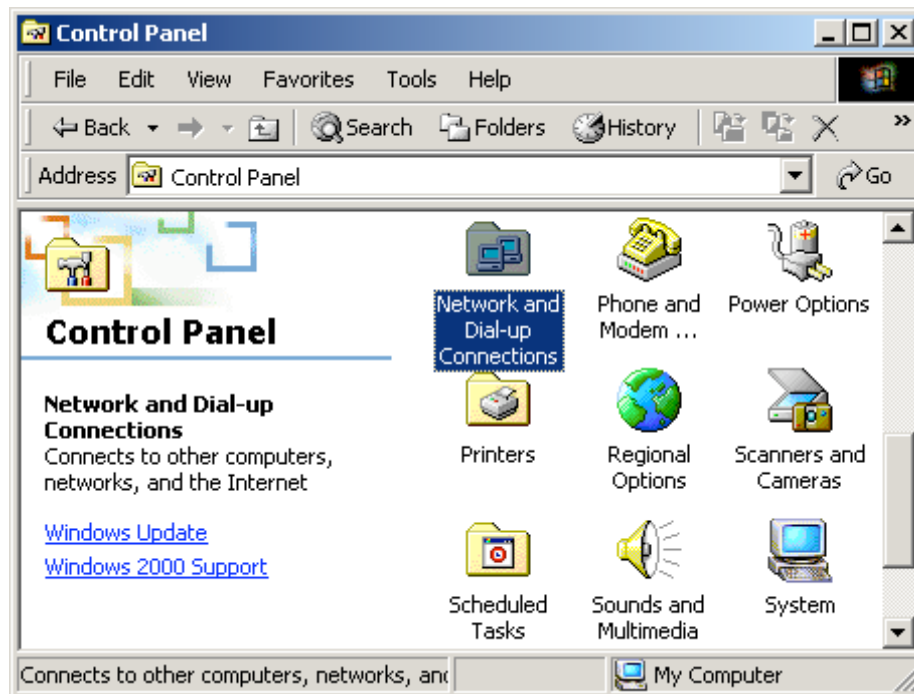 Control Panel
File Edit View Favorites Tools Help
Back Search Folders History »
Address Control Panel Go
Control Panel
Network and Dial-up
Connections
Connects to other computers,
networks, and the Internet
Windows Update
Windows 2000 Support
Network and
Dial-up
Connections
Phone and
Modem ...
Power Options
Printers
Regional
Options
Scanners and
Cameras
Scheduled
Tasks
Sounds and
Multimedia
System
Connects to other computers, networks, and
My Computer